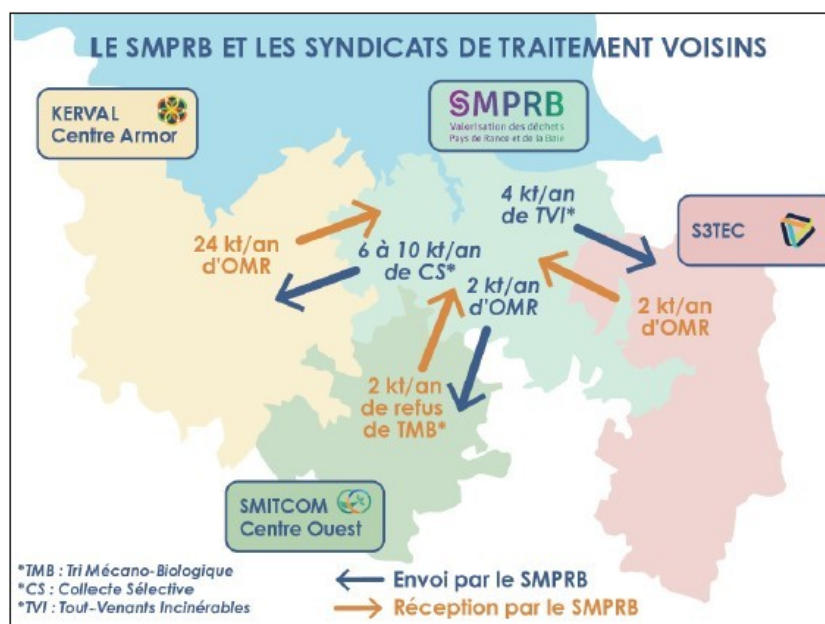 LE SMPRB ET LES SYNDICATS DE TRAITEMENT VOISINS
KERVAL
Centre Armor
SMPRB
Valorisation des déchets
Pays de Rance et de la Baie
S3TEC
24 kt/an
d'OMR
6 à 10 kt/an
de CS*
4 kt/an
de TVI*
2 kt/an
d'OMR
2 kt/an
d'OMR
2 kt/an
de refus
de TMB*
SMITCOM
Centre Ouest
*TMB : Tri Mécano-Biologique
*CS : Collecte Sélective
*TVI : Tout-Venants Incinérables
Envoi par le SMPRB
Réception par le SMPRB